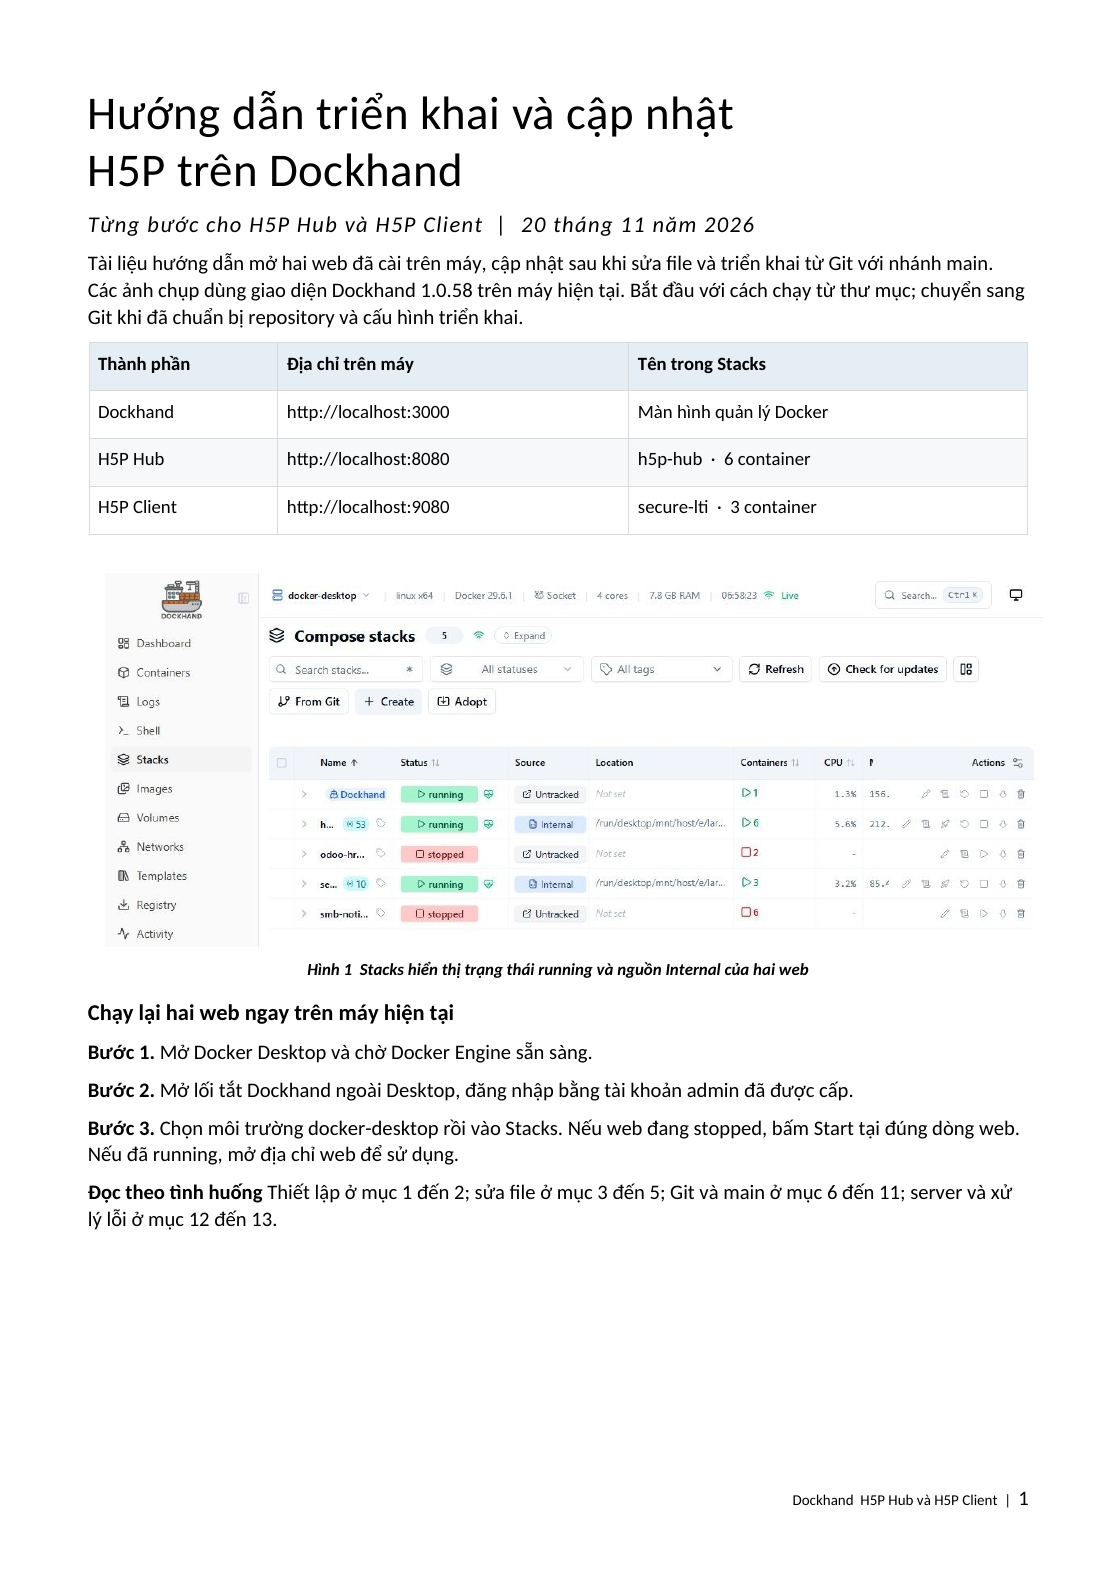 Hướng dẫn triển khai và cập nhật
H5P trên Dockhand
Từng bước cho H5P Hub và H5P Client | 20 tháng 11 năm 2026
Tài liệu hướng dẫn mở hai web đã cài trên máy, cập nhật sau khi sửa file và triển khai từ Git với nhánh main.
Các ảnh chụp dùng giao diện Dockhand 1.0.58 trên máy hiện tại. Bắt đầu với cách chạy từ thư mục; chuyển sang
Git khi đã chuẩn bị repository và cấu hình triển khai.
Thành phần Địa chỉ trên máy Tên trong Stacks
Dockhand http://localhost:3000 Màn hình quản lý Docker
H5P Hub http://localhost:8080 h5p-hub · 6 container
H5P Client http://localhost:9080 secure-lti · 3 container
DOCKHAND
Dashboard
Containers
Logs
Shell
Stacks
Images
Volumes
Networks
Templates
Registry
Activity
docker-desktop | linux x64 | Docker 29.6.1 | Socket | 4 cores | 7.8 GB RAM | 06:58:23 Live
Search... Ctrl K
Compose stacks 5 Expand
Search stacks... All statuses All tags Refresh Check for updates
From Git + Create Adopt
Name Status Source Location Containers CPU Actions
Dockhand running Untracked Not set 1 1.3% 156.
h... 53 running Internal /run/desktop/mnt/host/e/lar... 6 5.6% 212.
odoo-hr... stopped Untracked Not set 2 -
se... 10 running Internal /run/desktop/mnt/host/e/lar... 3 3.2% 85.4
smb-noti... stopped Untracked Not set 6 -
Hình 1 Stacks hiển thị trạng thái running và nguồn Internal của hai web
Chạy lại hai web ngay trên máy hiện tại
Bước 1. Mở Docker Desktop và chờ Docker Engine sẵn sàng.
Bước 2. Mở lối tắt Dockhand ngoài Desktop, đăng nhập bằng tài khoản admin đã được cấp.
Bước 3. Chọn môi trường docker-desktop rồi vào Stacks. Nếu web đang stopped, bấm Start tại đúng dòng web.
Nếu đã running, mở địa chỉ web để sử dụng.
Đọc theo tình huống Thiết lập ở mục 1 đến 2; sửa file ở mục 3 đến 5; Git và main ở mục 6 đến 11; server và xử
lý lỗi ở mục 12 đến 13.
Dockhand H5P Hub và H5P Client | 1